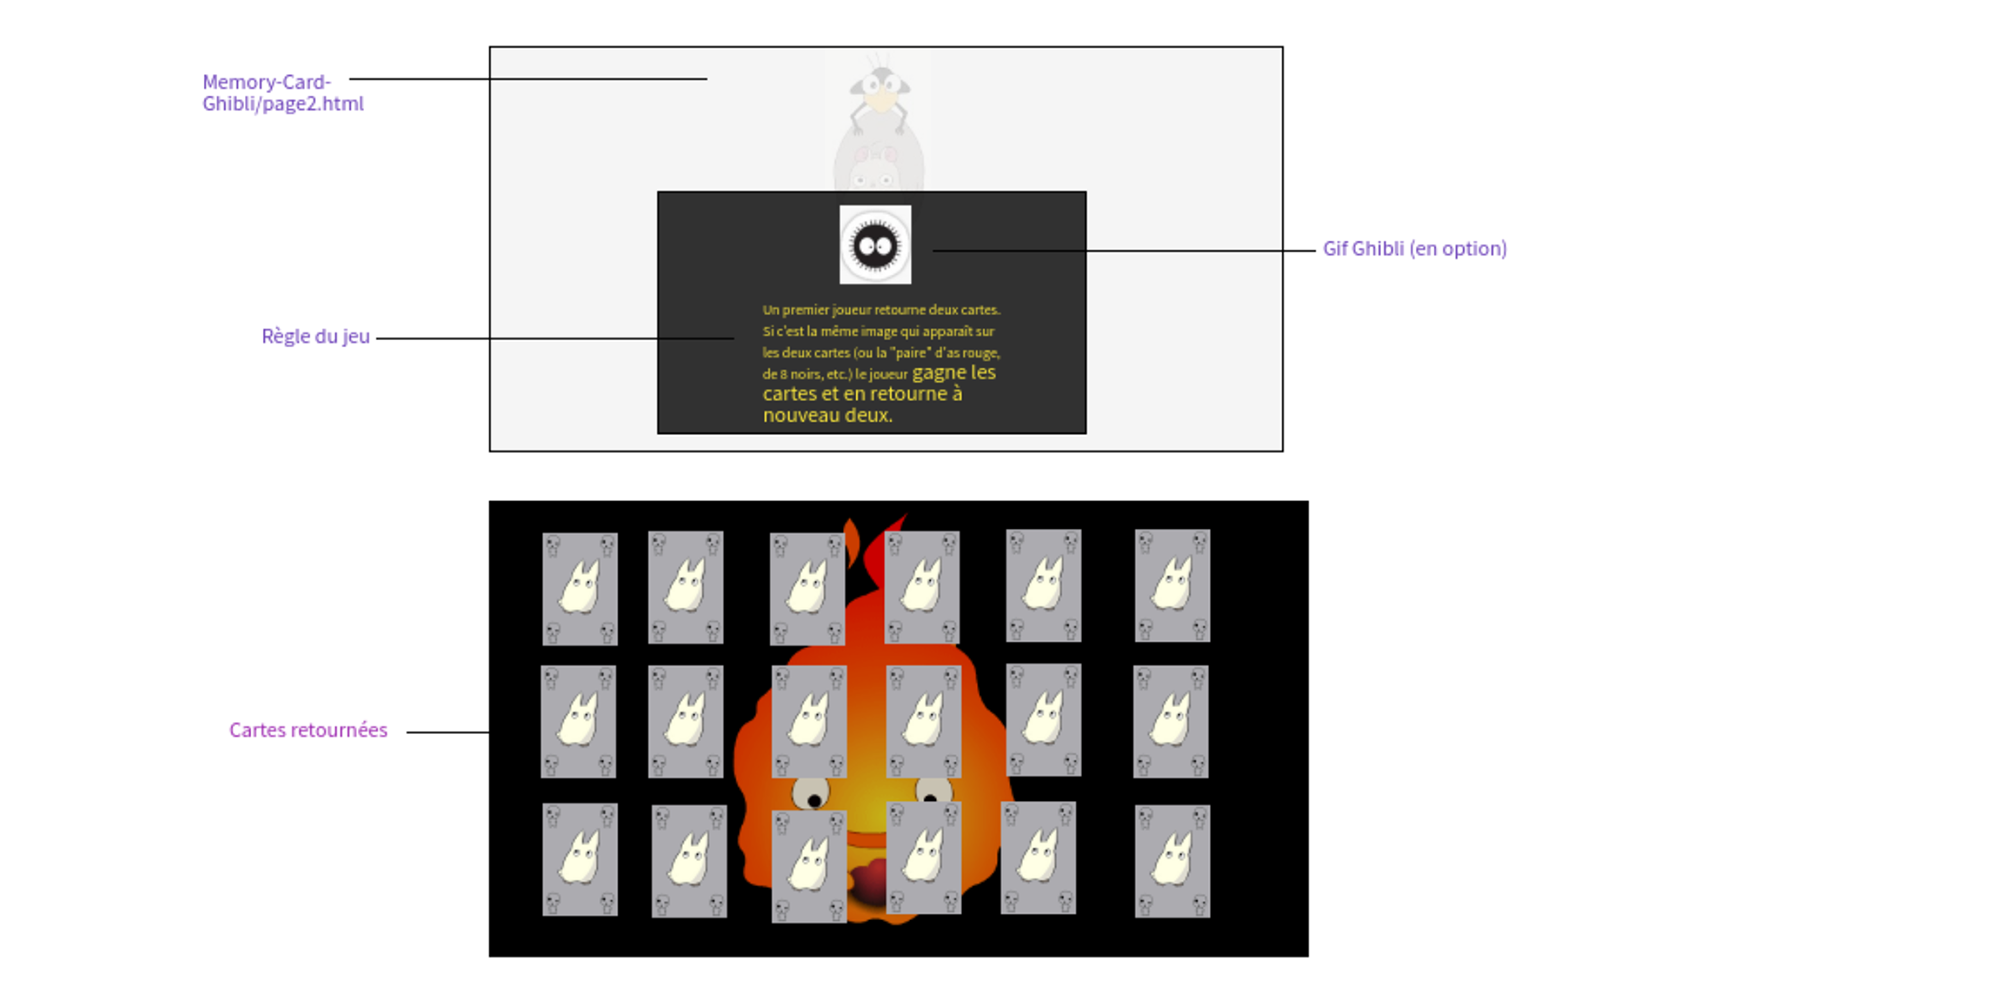 Memory-Card-
Ghibli/page2.html
Gif Ghibli (en option)
Un premier joueur retourne deux cartes.
Si c'est la même image qui apparaît sur
les deux cartes (ou la "paire" d'as rouge,
de 8 noirs, etc.) le joueur gagne les
cartes et en retourne à
nouveau deux.
Règle du jeu
Cartes retournées